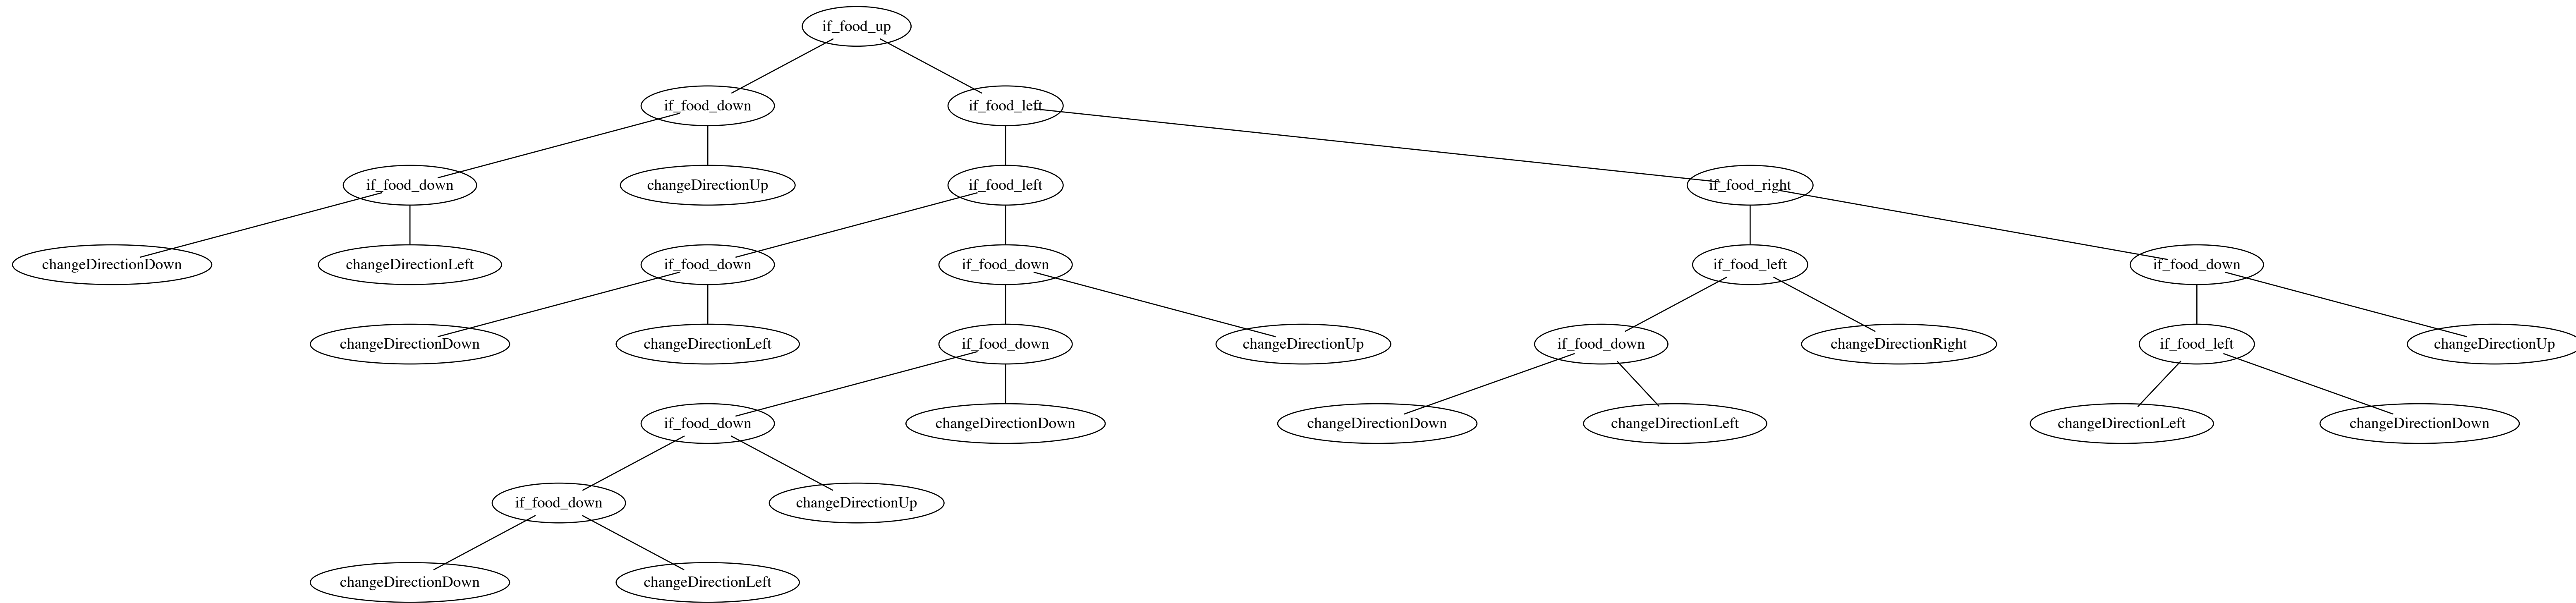 if_food_up
if_food_down
if_food_left
if_food_down
changeDirectionUp
if_food_left
if_food_right
changeDirectionDown
changeDirectionLeft
if_food_down
if_food_down
if_food_left
if_food_down
changeDirectionDown
changeDirectionLeft
if_food_down
changeDirectionUp
if_food_down
changeDirectionRight
if_food_left
changeDirectionUp
if_food_down
changeDirectionDown
changeDirectionDown
changeDirectionLeft
changeDirectionLeft
changeDirectionDown
if_food_down
changeDirectionUp
changeDirectionDown
changeDirectionLeft